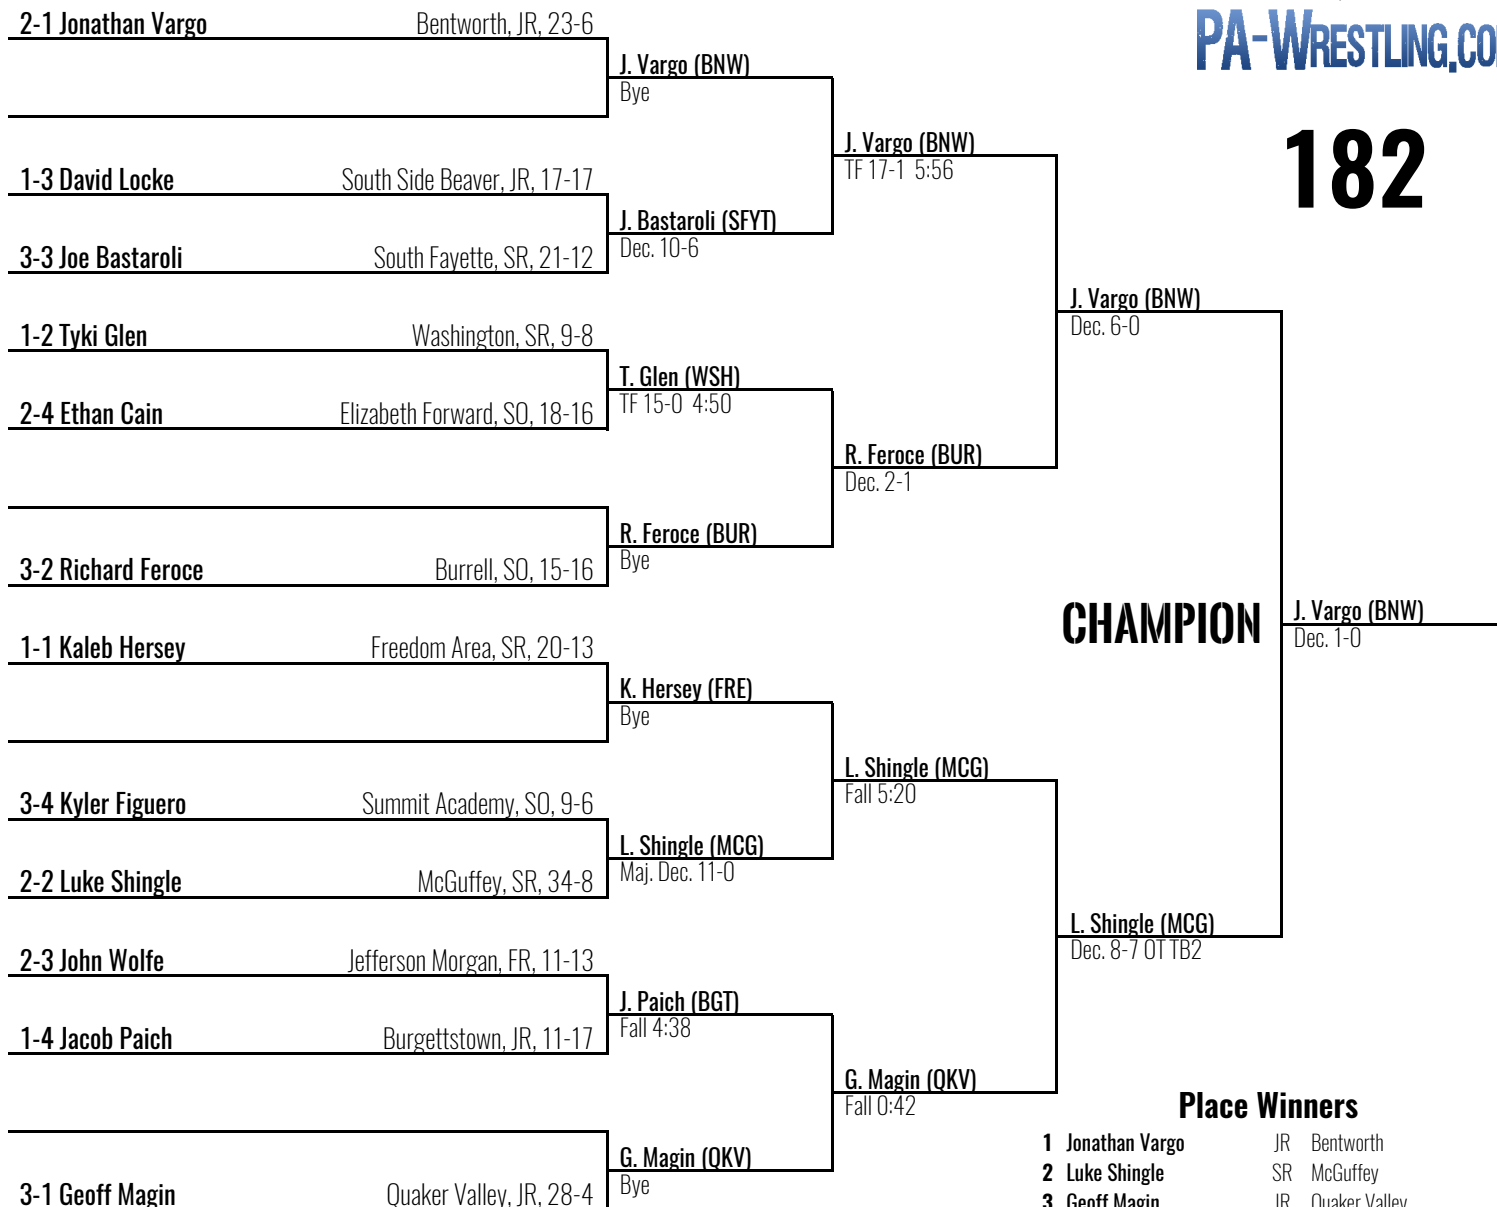 2-1 Jonathan Vargo Bentworth, JR, 23-6
PA-WRESTLING.CO
J. Vargo (BNW)
Bye
182
J. Vargo (BNW)
TF 17-1 5:56
1-3 David Locke South Side Beaver, JR, 17-17
J. Bastaroli (SFYT)
Dec. 10-6
3-3 Joe Bastaroli South Fayette, SR, 21-12
J. Vargo (BNW)
Dec. 6-0
1-2 Tyki Glen Washington, SR, 9-8
T. Glen (WSH)
TF 15-0 4:50
2-4 Ethan Cain Elizabeth Forward, SO, 18-16
R. Feroce (BUR)
Dec. 2-1
R. Feroce (BUR)
Bye
3-2 Richard Feroce Burrell, SO, 15-16
CHAMPION
J. Vargo (BNW)
Dec. 1-0
1-1 Kaleb Hersey Freedom Area, SR, 20-13
K. Hersey (FRE)
Bye
L. Shingle (MCG)
Fall 5:20
3-4 Kyler Figuero Summit Academy, SO, 9-6
L. Shingle (MCG)
Maj. Dec. 11-0
2-2 Luke Shingle McGuffey, SR, 34-8
L. Shingle (MCG)
Dec. 8-7 OT TB2
2-3 John Wolfe Jefferson Morgan, FR, 11-13
J. Paich (BGT)
Fall 4:38
1-4 Jacob Paich Burgettstown, JR, 11-17
G. Magin (QKV)
Fall 0:42
Place Winners
1 Jonathan Vargo JR Bentworth
2 Luke Shingle SR McGuffey
3 Geoff Magin JR Quaker Valley
G. Magin (QKV)
Bye
3-1 Geoff Magin Quaker Valley, JR, 28-4